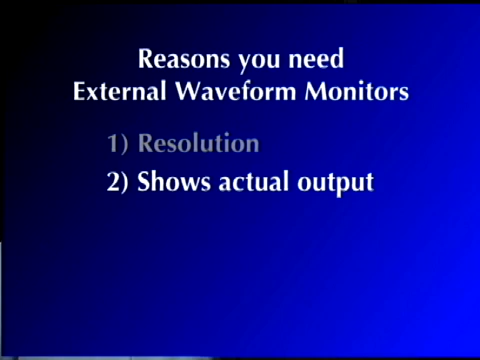 Reasons you need
External Waveform Monitors
1) Resolution
2) Shows actual output